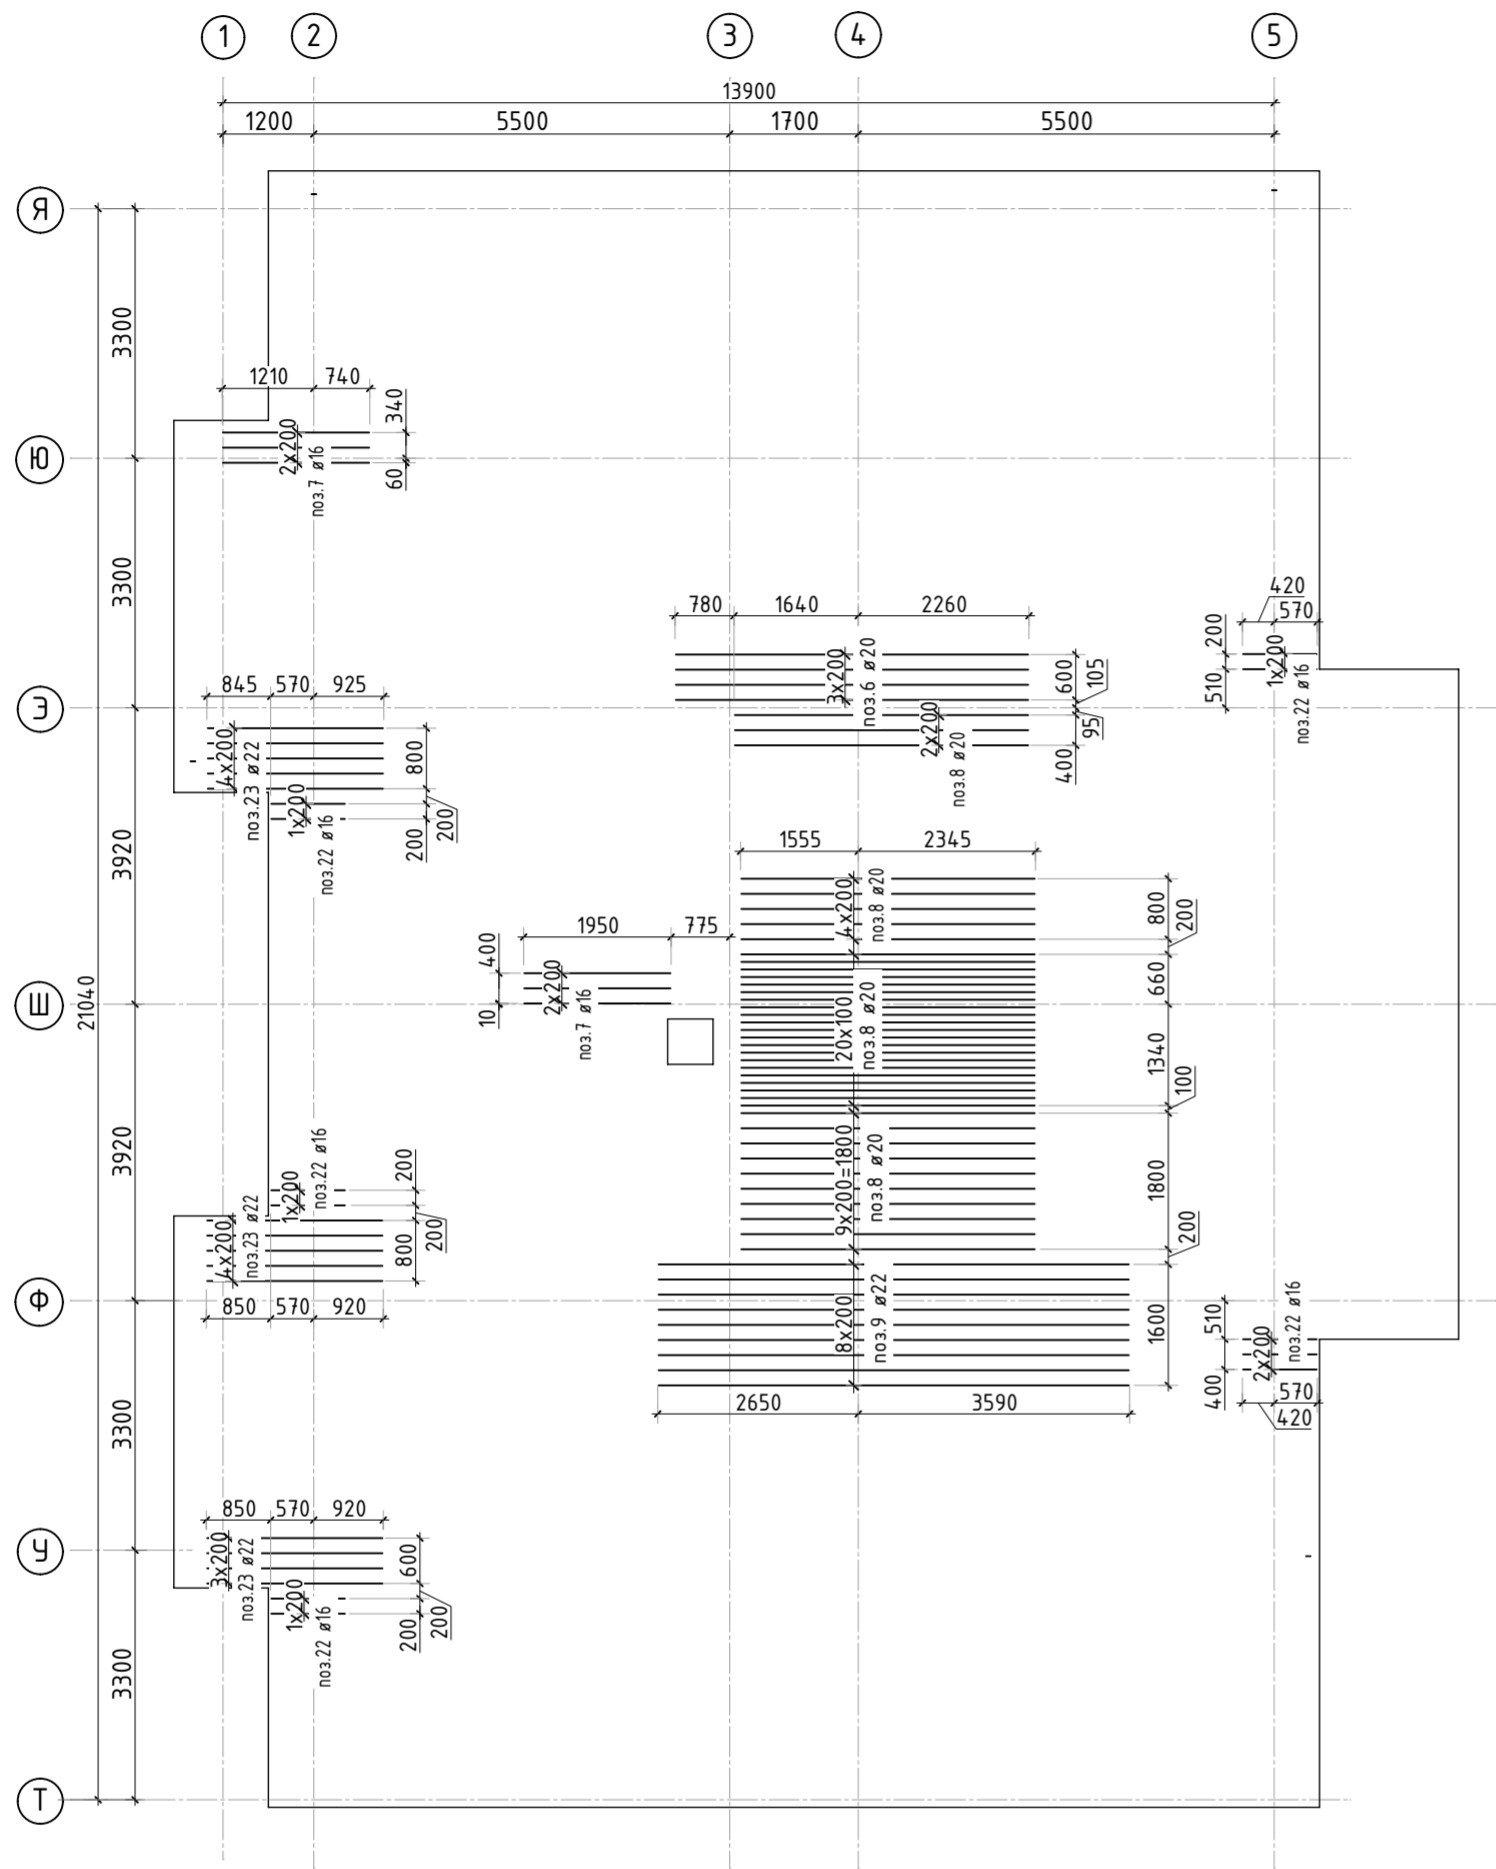 1 2 3 4 5
13900
1200 5500 1700 5500
Я
3300
1210 740
340
2x200
поз.7 ø16
60
Ю
3300
420
570
200
1x200
510
поз.22 ø16
780 1640 2260
3x200
поз.6 ø20
600
105
2x200
поз.8 ø20
95
400
Э
845 570 925
4x200
поз.23 ø22
800
1x200
поз.22 ø16
200
200
3920
1555 2345
4x200
поз.8 ø20
800
200
1950 775
400
2x200
поз.7 ø16
10
660
20x100
поз.8 ø20
1340
100
Ш
21040
3920
9x200=1800
поз.8 ø20
1800
200
1x200
поз.22 ø16
200
200
4x200
поз.23 ø22
800
850 570 920
Ф
8x200
поз.9 ø22
1600
2650 3590
510
2x200
поз.22 ø16
400
570
420
3300
850 570 920
3x200
поз.23 ø22
600
1x200
поз.22 ø16
200
200
У
3300
Т